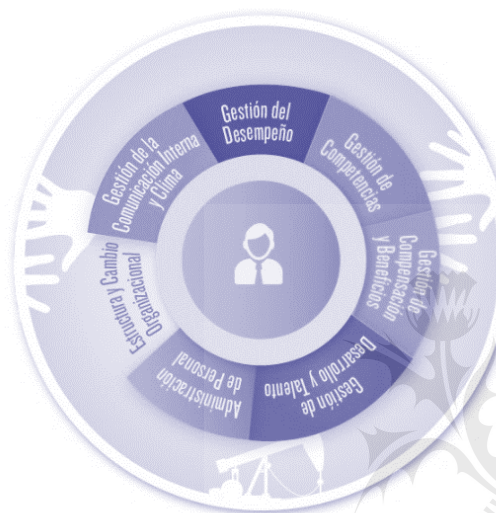 Gestión del
Desempeño
Gestión de
Competencias
Gestión de
Compensación
y Beneficios
Gestión de
Desarrollo y Talento
Administración
de Personal
Estructura y Cambio
Organizacional
Gestión de la
Comunicación Interna
y Clima